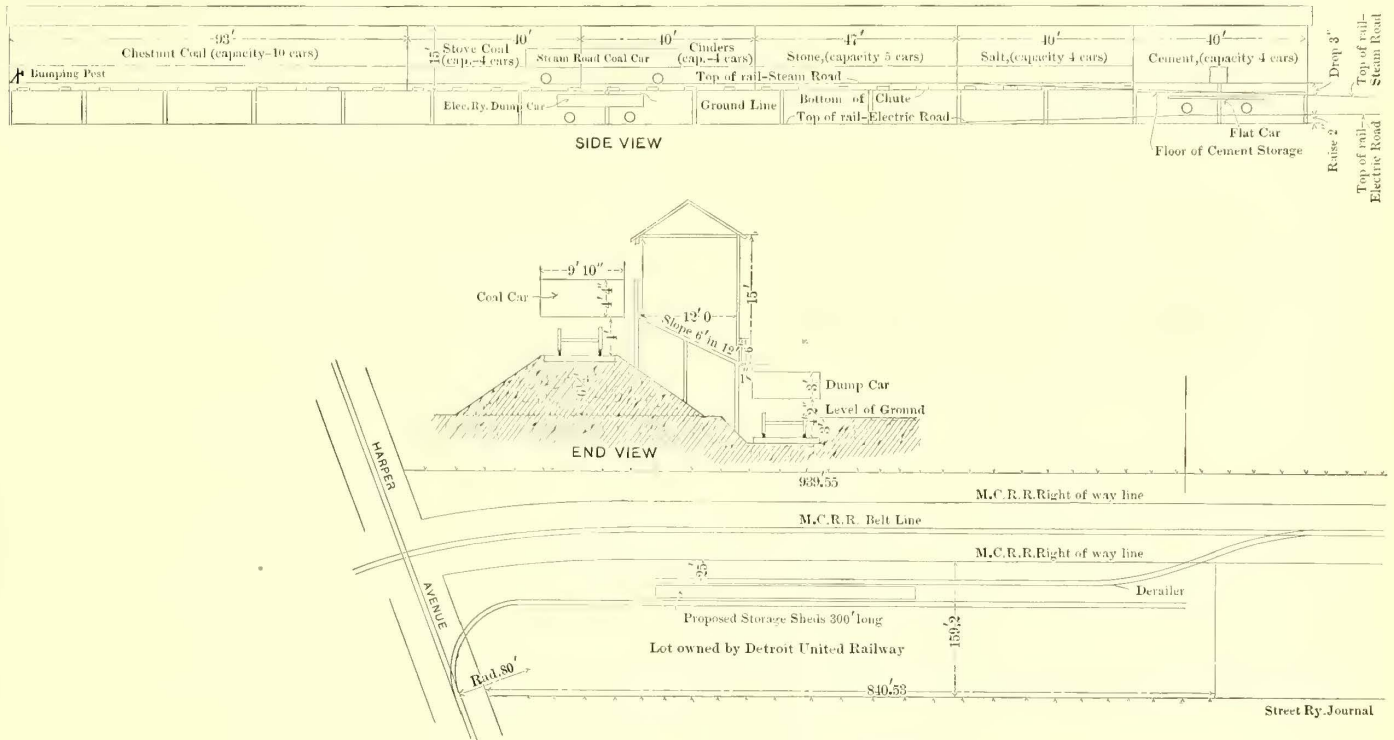 93'
40'
40'
47'
40'
40'
Chestnut Coal (capacity-10 cars)
15'
Stove Coal
(cap.-4 cars)
Steam Road Coal Car
Cinders
(cap.-4 cars)
Stone,(capacity 5 cars)
Salt,(capacity 4 cars)
Cement,(capacity 4 cars)
Bumping Post
Top of rail-Steam Road
Elec.Ry.Dump Car
Ground Line
Bottom of Chute
Top of rail-Electric Road
Flat Car
Floor of Cement Storage
Drop 3"
Top of rail-
Steam Road
Raise 2
Top of rail-
Electric Road
SIDE VIEW
9' 10"
Coal Car
4' 4"
4'
12' 0
15'
Slope 6' in 12'
Dump Car
3'
2'
Level of Ground
3'
END VIEW
HARPER
AVENUE
939.55
M.C.R.R.Right of way line
M.C.R.R. Belt Line
M.C.R.R.Right of way line
25'
Derailer
Proposed Storage Sheds 300' long
159.2
Lot owned by Detroit United Railway
Rad.80'
840.53
Street Ry.Journal